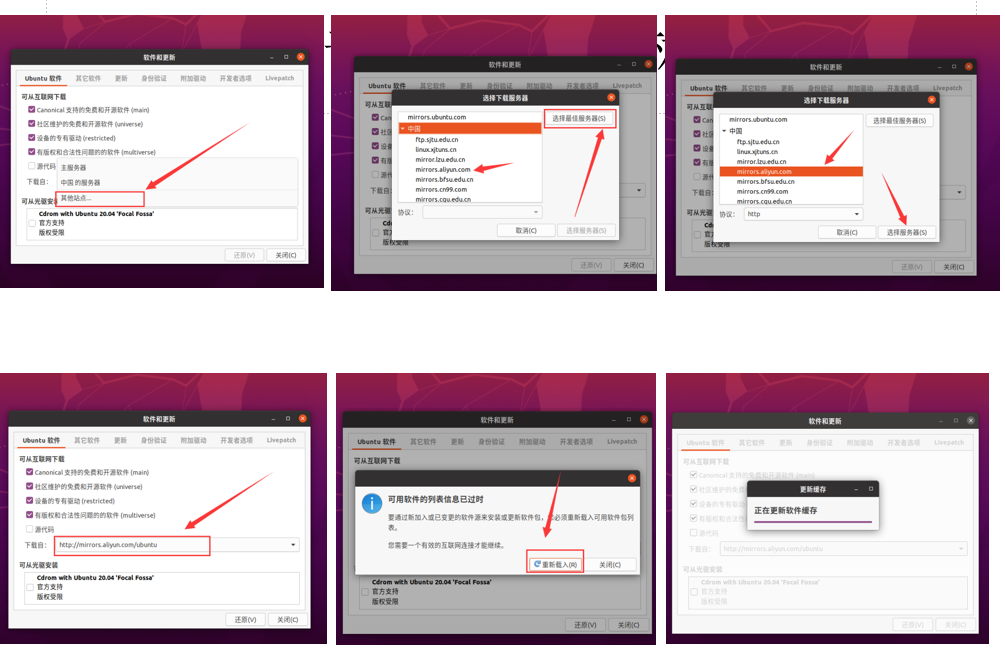 软件和更新
Ubuntu 软件 其它软件 更新 身份验证 附加驱动 开发者选项 Livepatch
可从互联网下载
Canonical 支持的免费和开源软件 (main)
社区维护的免费和开源软件 (universe)
设备的专有驱动 (restricted)
有版权和合法性问题的的软件 (multiverse)
源代码
主服务器
下载自: 中国 的服务器
其他站点...
可从光驱安装
Cdrom with Ubuntu 20.04 'Focal Fossa'
官方支持
版权受限
还原(V) 关闭(C)
软件和更新
Ubuntu 软件 其它软件 更新 身份验证 附加驱动 开发者选项 Livepatch
选择下载服务器
mirrors.ubuntu.com 选择最佳服务器(S)
中国
ftp.sjtu.edu.cn
linux.xjtuns.cn
mirror.lzu.edu.cn
mirrors.aliyun.com
mirrors.bfsu.edu.cn
mirrors.cn99.com
mirrors.cqu.edu.cn
下载自:
协议:
取消(C) 选择服务器(S)
版权受限
还原(V) 关闭(C)
软件和更新
Ubuntu 软件 其它软件 更新 身份验证 附加驱动 开发者选项 Livepatch
选择下载服务器
mirrors.ubuntu.com 选择最佳服务器(S)
中国
ftp.sjtu.edu.cn
linux.xjtuns.cn
mirror.lzu.edu.cn
mirrors.aliyun.com
mirrors.bfsu.edu.cn
mirrors.cn99.com
mirrors.cqu.edu.cn
下载自:
协议: http
取消(C) 选择服务器(S)
版权受限
还原(V) 关闭(C)
软件和更新
Ubuntu 软件 其它软件 更新 身份验证 附加驱动 开发者选项 Livepatch
可从互联网下载
Canonical 支持的免费和开源软件 (main)
社区维护的免费和开源软件 (universe)
设备的专有驱动 (restricted)
有版权和合法性问题的的软件 (multiverse)
源代码
下载自: http://mirrors.aliyun.com/ubuntu
可从光驱安装
Cdrom with Ubuntu 20.04 'Focal Fossa'
官方支持
版权受限
还原(V) 关闭(C)
软件和更新
Ubuntu 软件 其它软件 更新 身份验证 附加驱动 开发者选项 Livepatch
可从互联网下载
可用软件的列表信息已过时
要通过新加入或已变更的软件源来安装或更新软件包，您必须重新载入可用软件包列
表。
您需要一个有效的互联网连接才能继续。
重新载入(R) 关闭(C)
Cdrom with Ubuntu 20.04 'Focal Fossa'
官方支持
版权受限
还原(V) 关闭(C)
软件和更新
Ubuntu 软件 其它软件 更新 身份验证 附加驱动 开发者选项 Livepatch
可从互联网下载
Canonical 支持的免费和开源软件 (main)
更新缓存
正在更新软件缓存
源代码
下载自: http://mirrors.aliyun.com/ubuntu
可从光驱安装
Cdrom with Ubuntu 20.04 'Focal Fossa'
官方支持
版权受限
还原(V) 关闭(C)